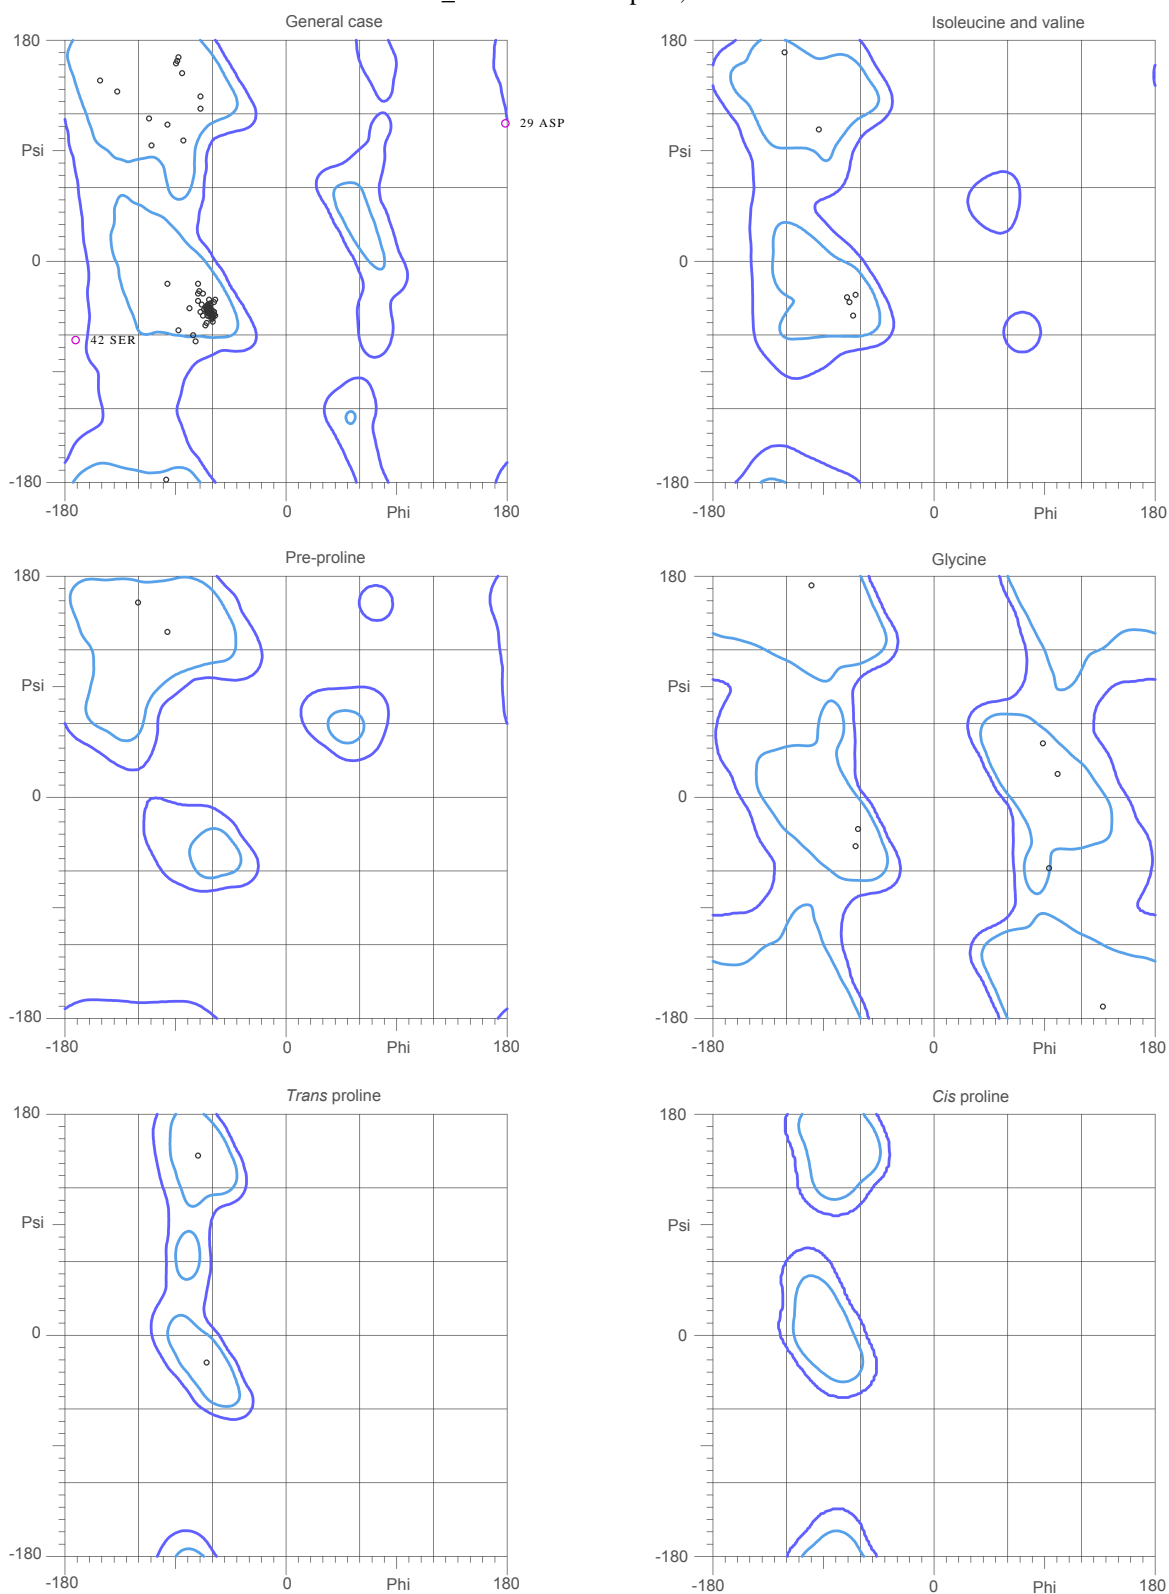 General case
Isoleucine and valine
180
180
29 ASP
Psi
Psi
0
0
42 SER
-180
-180
-180
0
Phi
180
-180
0
Phi
180
Pre-proline
Glycine
180
180
Psi
Psi
0
0
-180
-180
-180
0
Phi
180
-180
0
Phi
180
Trans proline
Cis proline
180
180
Psi
Psi
0
0
-180
-180
-180
0
Phi
180
-180
0
Phi
180